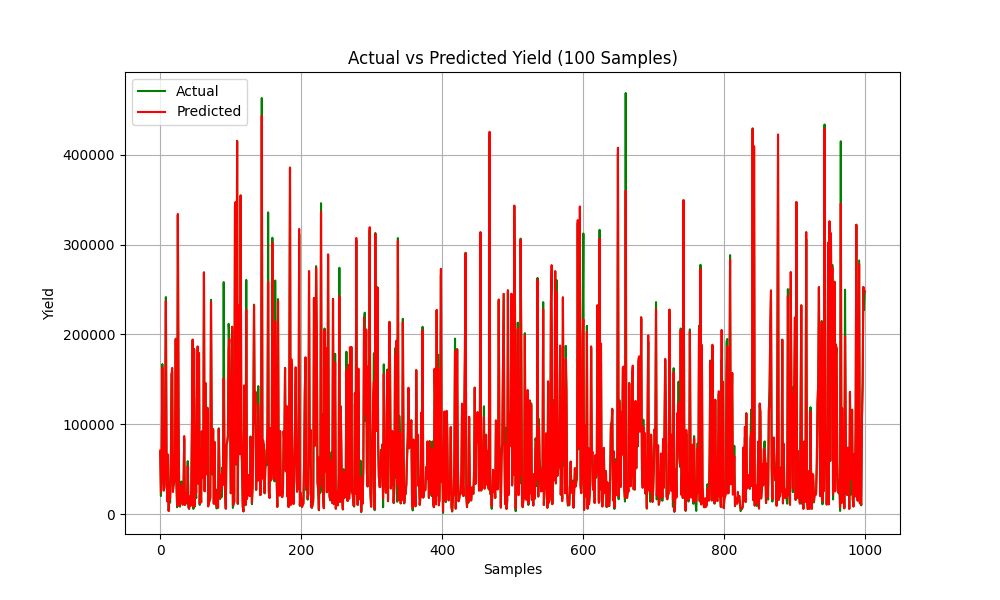 Actual vs Predicted Yield (100 Samples)
Actual
Predicted
Yield
400000
300000
200000
100000
0
0 200 400 600 800 1000
Samples